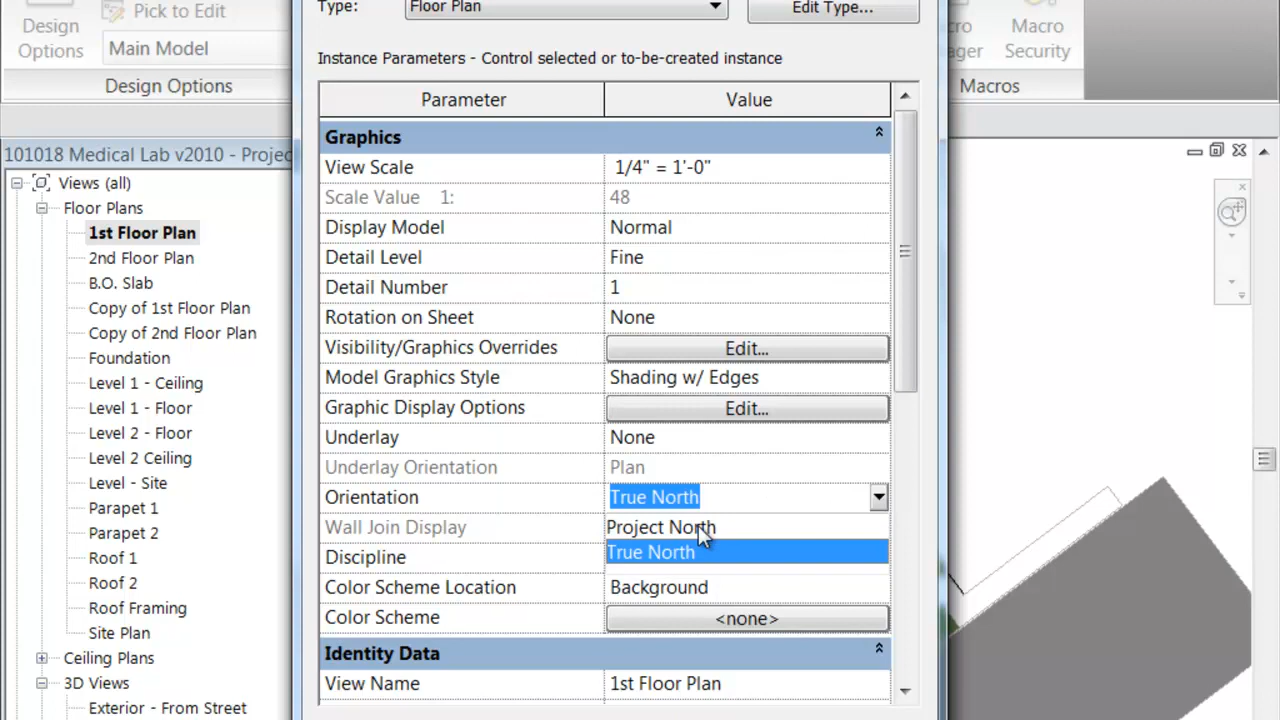 Type:
Floor Plan
Edit Type...
Pick to Edit
Design
Options
Main Model
Macro
Security
Design Options
Macros
Instance Parameters - Control selected or to-be-created instance
Parameter
Value
Graphics
View Scale
1/4" = 1'-0"
Scale Value 1:
48
Display Model
Normal
Detail Level
Fine
Detail Number
1
Rotation on Sheet
None
Visibility/Graphics Overrides
Edit...
Model Graphics Style
Shading w/ Edges
Graphic Display Options
Edit...
Underlay
None
Underlay Orientation
Plan
Orientation
True North
Wall Join Display
Project North
True North
Discipline
Color Scheme Location
Background
Color Scheme
<none>
Identity Data
View Name
1st Floor Plan
101018 Medical Lab v2010 - Projec
Views (all)
Floor Plans
1st Floor Plan
2nd Floor Plan
B.O. Slab
Copy of 1st Floor Plan
Copy of 2nd Floor Plan
Foundation
Level 1 - Ceiling
Level 1 - Floor
Level 2 - Floor
Level 2 Ceiling
Level - Site
Parapet 1
Parapet 2
Roof 1
Roof 2
Roof Framing
Site Plan
Ceiling Plans
3D Views
Exterior - From Street